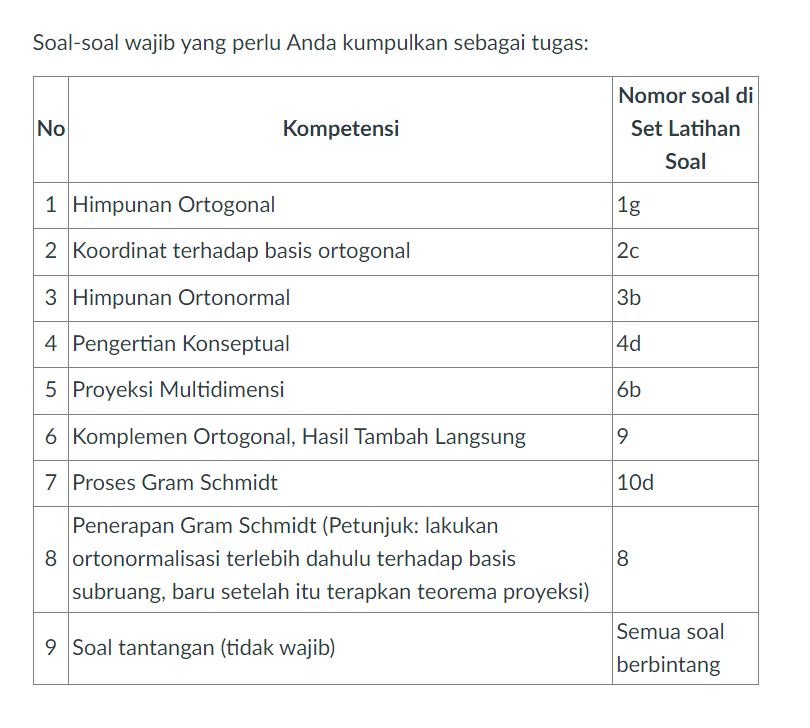 Soal-soal wajib yang perlu Anda kumpulkan sebagai tugas:
No
Kompetensi
Nomor soal di
Set Latihan
Soal
1 Himpunan Ortogonal 1g
2 Koordinat terhadap basis ortogonal 2c
3 Himpunan Ortonormal 3b
4 Pengertian Konseptual 4d
5 Proyeksi Multidimensi 6b
6 Komplemen Ortogonal, Hasil Tambah Langsung 9
7 Proses Gram Schmidt 10d
Penerapan Gram Schmidt (Petunjuk: lakukan
8 ortonormalisasi terlebih dahulu terhadap basis 8
subruang, baru setelah itu terapkan teorema proyeksi)
9 Soal tantangan (tidak wajib) Semua soal
berbintang